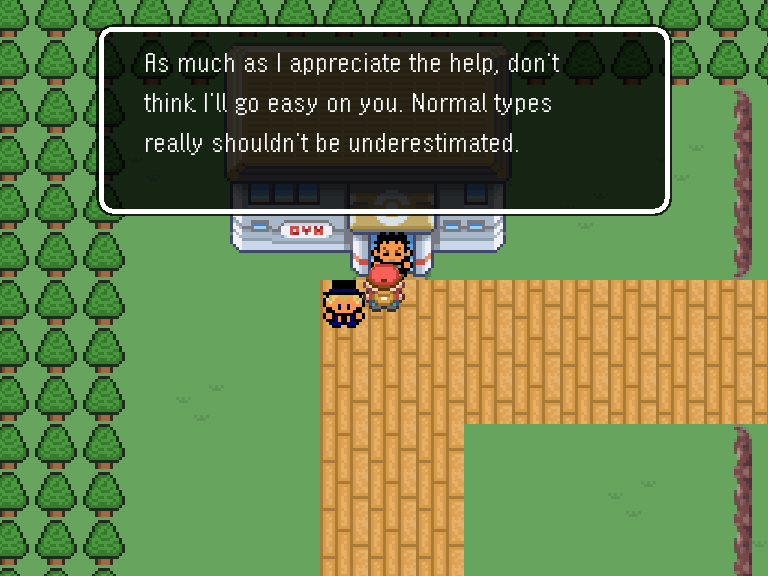 As much as I appreciate the help, don't
think I'll go easy on you. Normal types
really shouldn't be underestimated.
GYM